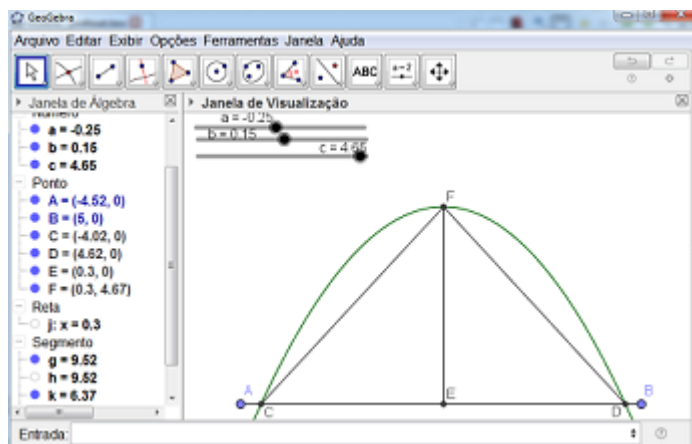 GeoGebra
Arquivo Editar Exibir Opções Ferramentas Janela Ajuda
ABC
a=2
Janela de Álgebra
Janela de Visualização
Número
a = -0.25
b = 0.15
c = 4.65
Ponto
A = (-4.52, 0)
B = (5, 0)
C = (-4.02, 0)
D = (4.62, 0)
E = (0.3, 0)
F = (0.3, 4.67)
Reta
j: x = 0.3
Segmento
g = 9.52
h = 9.52
k = 6.37
a = -0.25
b = 0.15
c = 4.65
F
A
C
E
D
B
Entrada: